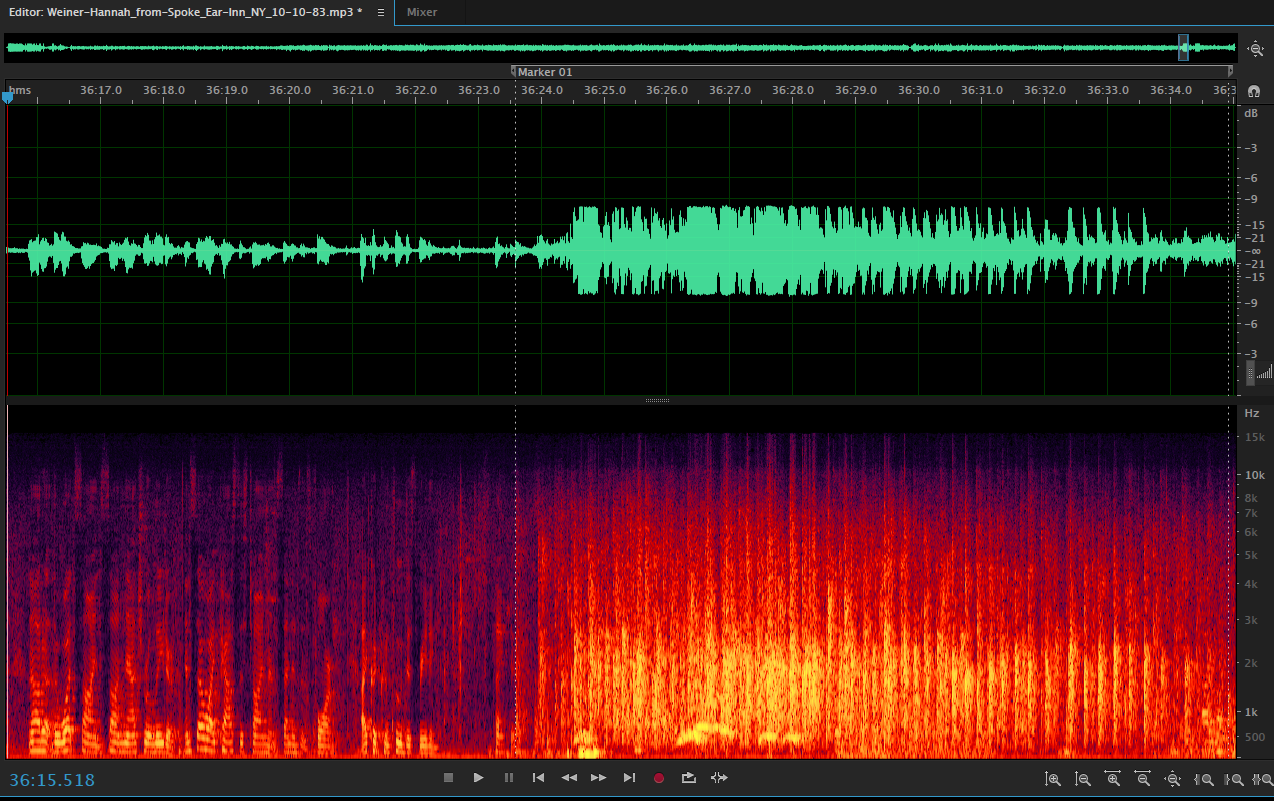 Editor: Weiner-Hannah_from-Spoke_Ear-Inn_NY_10-10-83.mp3 * Mixer
Marker 01
hms 36:17.0 36:18.0 36:19.0 36:20.0 36:21.0 36:22.0 36:23.0 36:24.0 36:25.0 36:26.0 36:27.0 36:28.0 36:29.0 36:30.0 36:31.0 36:32.0 36:33.0 36:34.0 36:3
dB
-3
-6
-9
-15
-21
-∞
-21
-15
-9
-6
-3
Hz
15k
10k
8k
7k
6k
5k
4k
3k
2k
1k
500
36:15.518